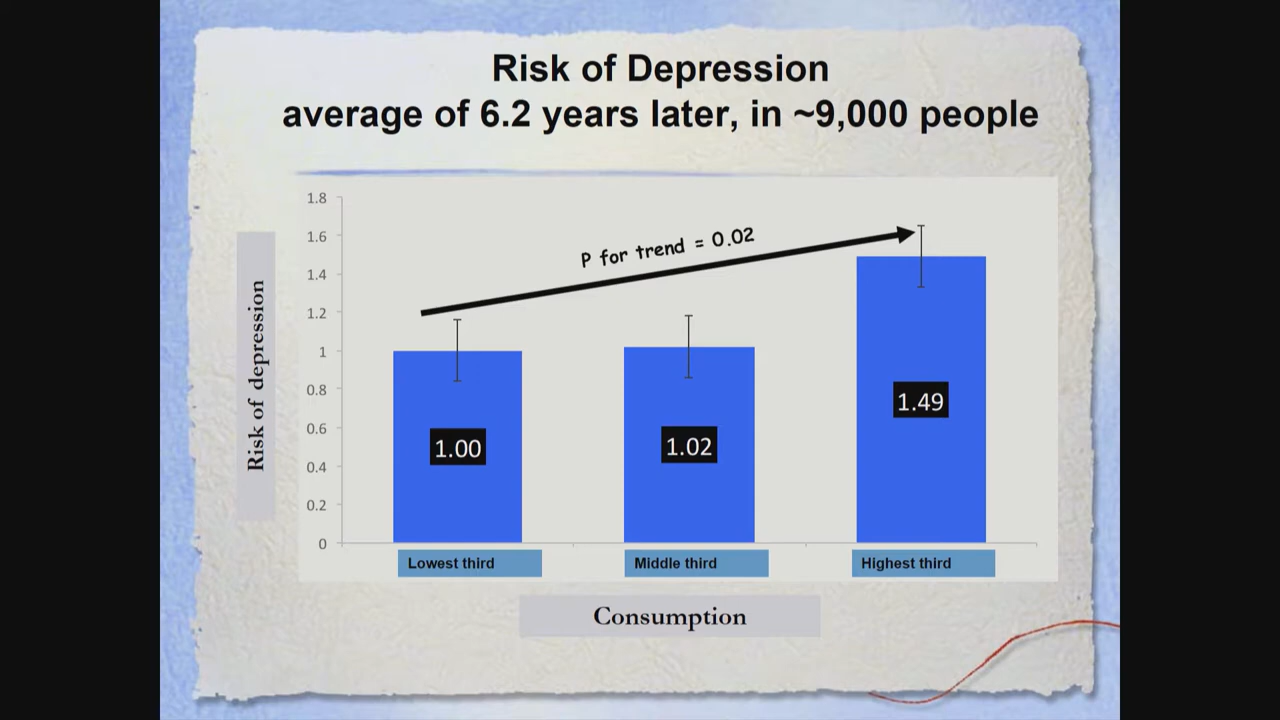 Risk of Depression
average of 6.2 years later, in ~9,000 people
1.8
1.6
1.4
1.2
1
0.8
0.6
0.4
0.2
0
Risk of depression
P for trend = 0.02
1.00
1.02
1.49
Lowest third
Middle third
Highest third
Consumption